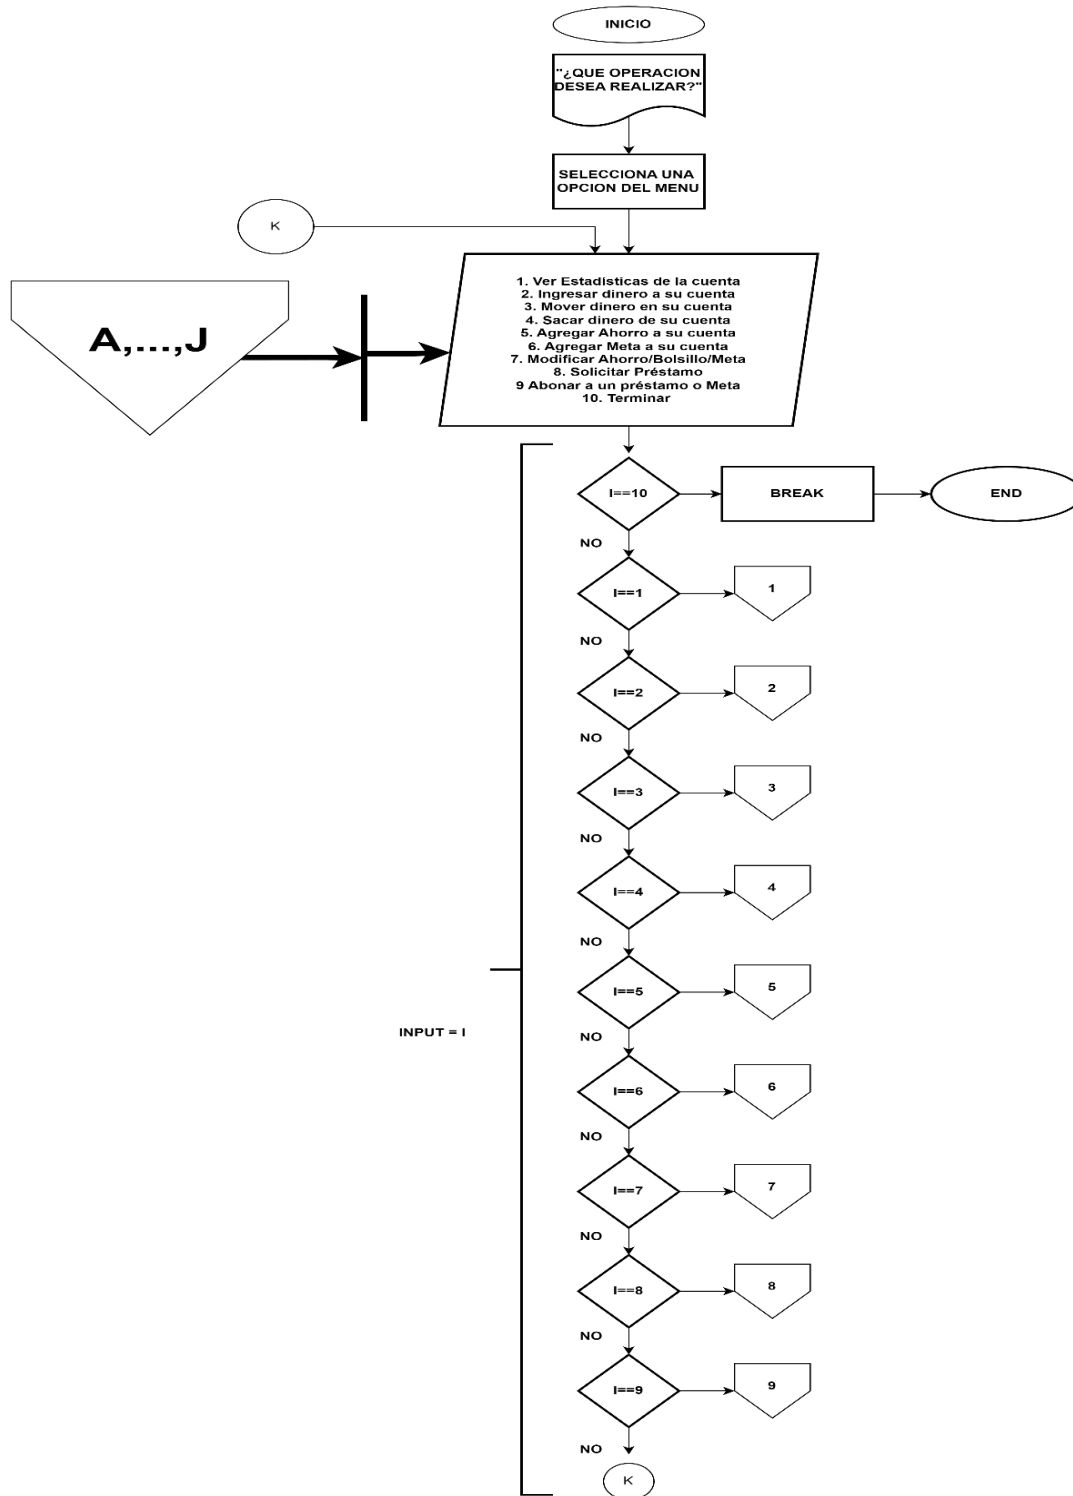 INICIO
"¿QUE OPERACION
DESEA REALIZAR?"
SELECCIONA UNA
OPCION DEL MENU
K
A,...,J
1. Ver Estadísticas de la cuenta
2. Ingresar dinero a su cuenta
3. Mover dinero en su cuenta
4. Sacar dinero de su cuenta
5. Agregar Ahorro a su cuenta
6. Agregar Meta a su cuenta
7. Modificar Ahorro/Bolsillo/Meta
8. Solicitar Préstamo
9 Abonar a un préstamo o Meta
10. Terminar
I==10
BREAK
END
NO
I==1
1
NO
I==2
2
NO
I==3
3
NO
I==4
4
NO
I==5
5
INPUT = I
NO
I==6
6
NO
I==7
7
NO
I==8
8
NO
I==9
9
NO
K